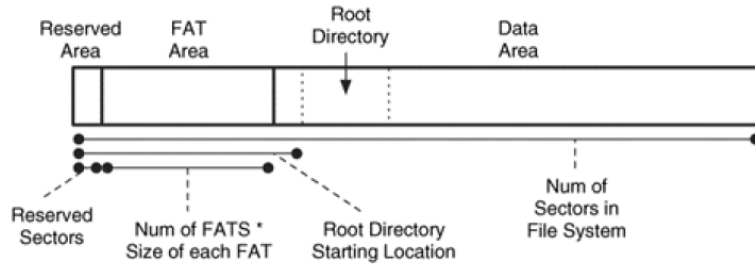 Reserved
Area
FAT
Area
Root
Directory
Data
Area
Reserved
Sectors
Num of FATS *
Size of each FAT
Root Directory
Starting Location
Num of
Sectors in
File System